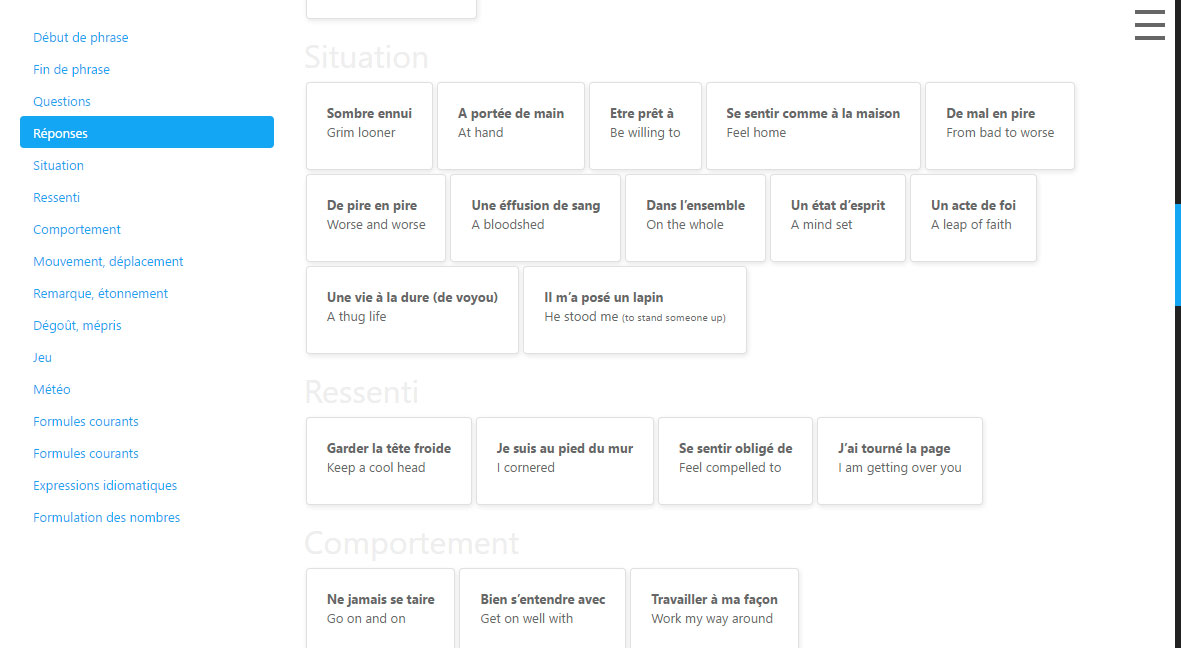 Début de phrase
Fin de phrase
Questions
Réponses
Situation
Ressenti
Comportement
Mouvement, déplacement
Remarque, étonnement
Dégoût, mépris
Jeu
Météo
Formules courants
Formules courants
Expressions idiomatiques
Formulation des nombres
Situation
Sombre ennui
Grim looner
A portée de main
At hand
Etre prêt à
Be willing to
Se sentir comme à la maison
Feel home
De mal en pire
From bad to worse
De pire en pire
Worse and worse
Une éffusion de sang
A bloodshed
Dans l’ensemble
On the whole
Un état d’esprit
A mind set
Un acte de foi
A leap of faith
Une vie à la dure (de voyou)
A thug life
Il m’a posé un lapin
He stood me (to stand someone up)
Ressenti
Garder la tête froide
Keep a cool head
Je suis au pied du mur
I cornered
Se sentir obligé de
Feel compelled to
J’ai tourné la page
I am getting over you
Comportement
Ne jamais se taire
Go on and on
Bien s’entendre avec
Get on well with
Travailler à ma façon
Work my way around